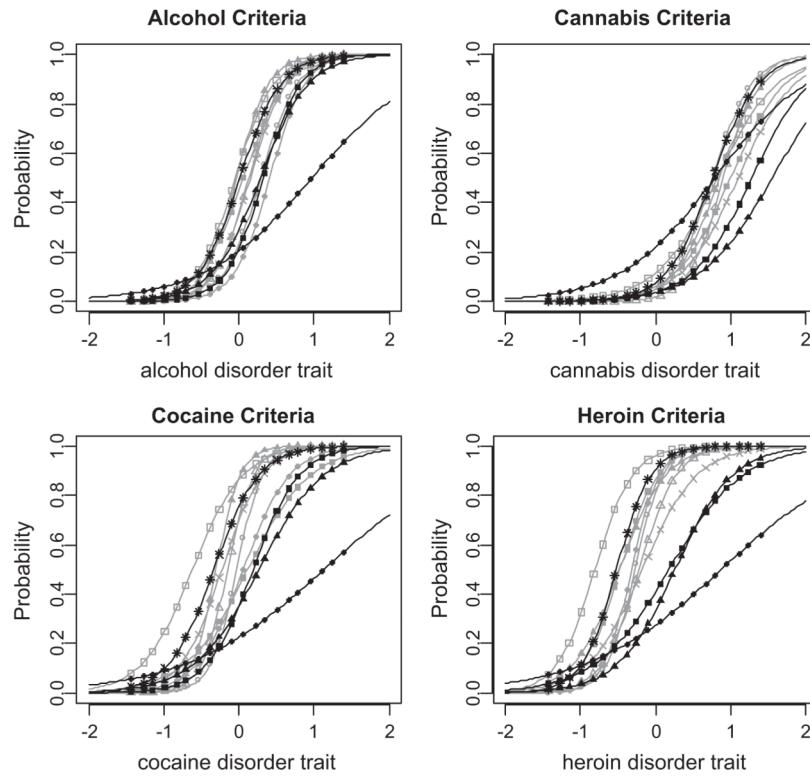 Alcohol Criteria
Probability
1.0
0.8
0.6
0.4
0.2
0.0
-2 -1 0 1 2
alcohol disorder trait
Cannabis Criteria
Probability
1.0
0.8
0.6
0.4
0.2
0.0
-2 -1 0 1 2
cannabis disorder trait
Cocaine Criteria
Probability
1.0
0.8
0.6
0.4
0.2
0.0
-2 -1 0 1 2
cocaine disorder trait
Heroin Criteria
Probability
1.0
0.8
0.6
0.4
0.2
0.0
-2 -1 0 1 2
heroin disorder trait